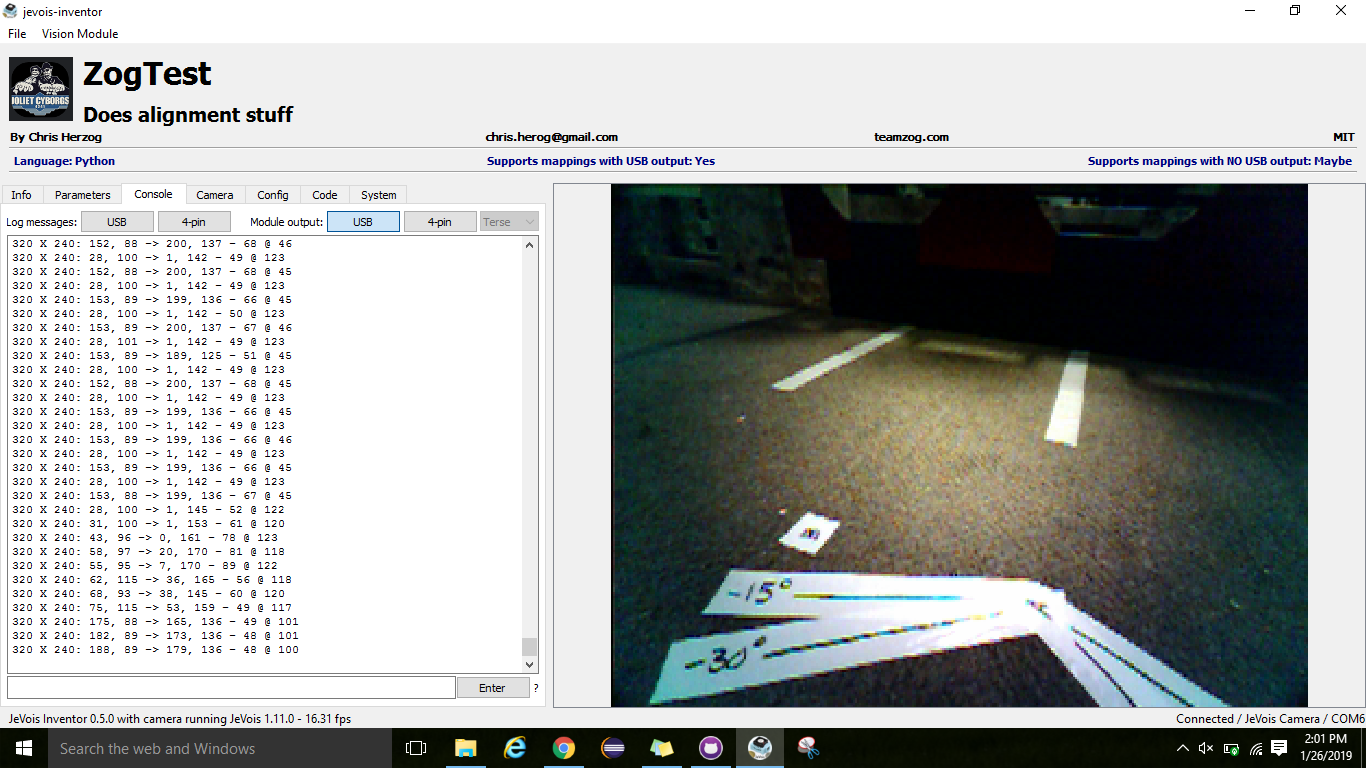 jevois-inventor
File Vision Module
JOLIET CYBORGS
ZogTest
Does alignment stuff
By Chris Herzog chris.herog@gmail.com teamzog.com MIT
Language: Python Supports mappings with USB output: Yes Supports mappings with NO USB output: Maybe
Info Parameters Console Camera Config Code System
Log messages: USB 4-pin Module output: USB 4-pin Terse
320 X 240: 152, 88 -> 200, 137 - 68 @ 46
320 X 240: 28, 100 -> 1, 142 - 49 @ 123
320 X 240: 152, 88 -> 200, 137 - 68 @ 45
320 X 240: 28, 100 -> 1, 142 - 49 @ 123
320 X 240: 153, 89 -> 199, 136 - 66 @ 45
320 X 240: 28, 100 -> 1, 142 - 50 @ 123
320 X 240: 153, 89 -> 200, 137 - 67 @ 46
320 X 240: 28, 101 -> 1, 142 - 49 @ 123
320 X 240: 153, 89 -> 189, 125 - 51 @ 45
320 X 240: 28, 100 -> 1, 142 - 49 @ 123
320 X 240: 152, 88 -> 200, 137 - 68 @ 45
320 X 240: 28, 100 -> 1, 142 - 49 @ 123
320 X 240: 153, 89 -> 199, 136 - 66 @ 45
320 X 240: 28, 100 -> 1, 142 - 49 @ 123
320 X 240: 153, 89 -> 199, 136 - 66 @ 46
320 X 240: 28, 100 -> 1, 142 - 49 @ 123
320 X 240: 153, 89 -> 199, 136 - 66 @ 45
320 X 240: 28, 100 -> 1, 142 - 49 @ 123
320 X 240: 153, 88 -> 199, 136 - 67 @ 45
320 X 240: 28, 100 -> 1, 145 - 52 @ 122
320 X 240: 31, 100 -> 1, 153 - 61 @ 120
320 X 240: 43, 96 -> 0, 161 - 78 @ 123
320 X 240: 58, 97 -> 20, 170 - 81 @ 118
320 X 240: 55, 95 -> 7, 170 - 89 @ 122
320 X 240: 62, 115 -> 36, 165 - 56 @ 118
320 X 240: 68, 93 -> 38, 145 - 60 @ 120
320 X 240: 75, 115 -> 53, 159 - 49 @ 117
320 X 240: 175, 88 -> 165, 136 - 49 @ 101
320 X 240: 182, 89 -> 173, 136 - 48 @ 101
320 X 240: 188, 89 -> 179, 136 - 48 @ 100
-15°
-30°
Enter ?
JeVois Inventor 0.5.0 with camera running JeVois 1.11.0 - 16.31 fps Connected / JeVois Camera / COM6
Search the web and Windows
2:01 PM
1/26/2019